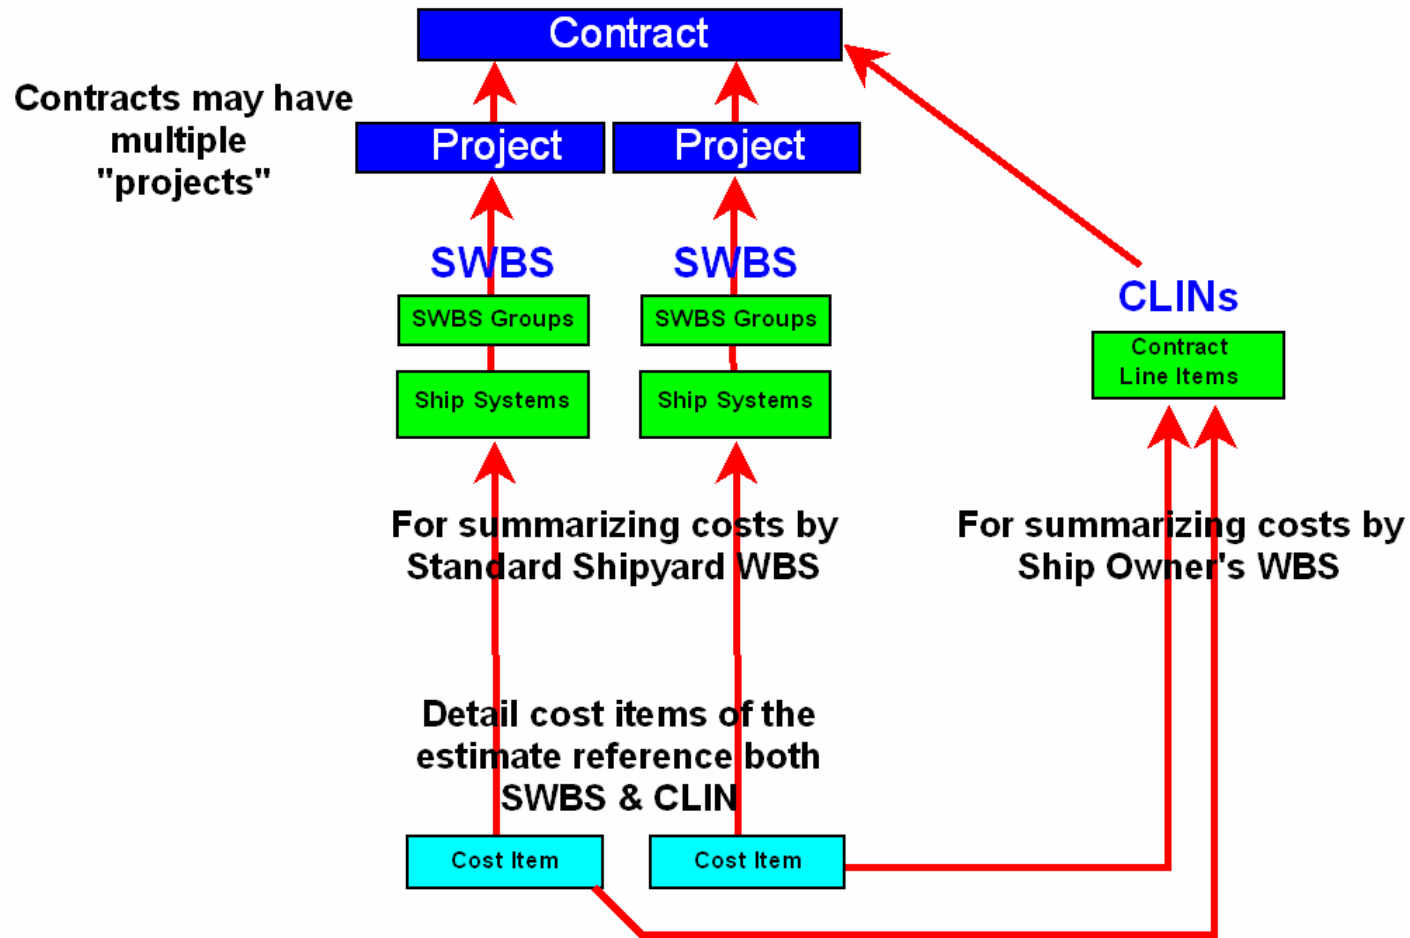 Contract
Contracts may have
multiple
"projects"
Project
Project
SWBS
SWBS
CLINs
SWBS Groups
SWBS Groups
Contract
Line Items
Ship Systems
Ship Systems
For summarizing costs by
Standard Shipyard WBS
For summarizing costs by
Ship Owner's WBS
Detail cost items of the
estimate reference both
SWBS & CLIN
Cost Item
Cost Item